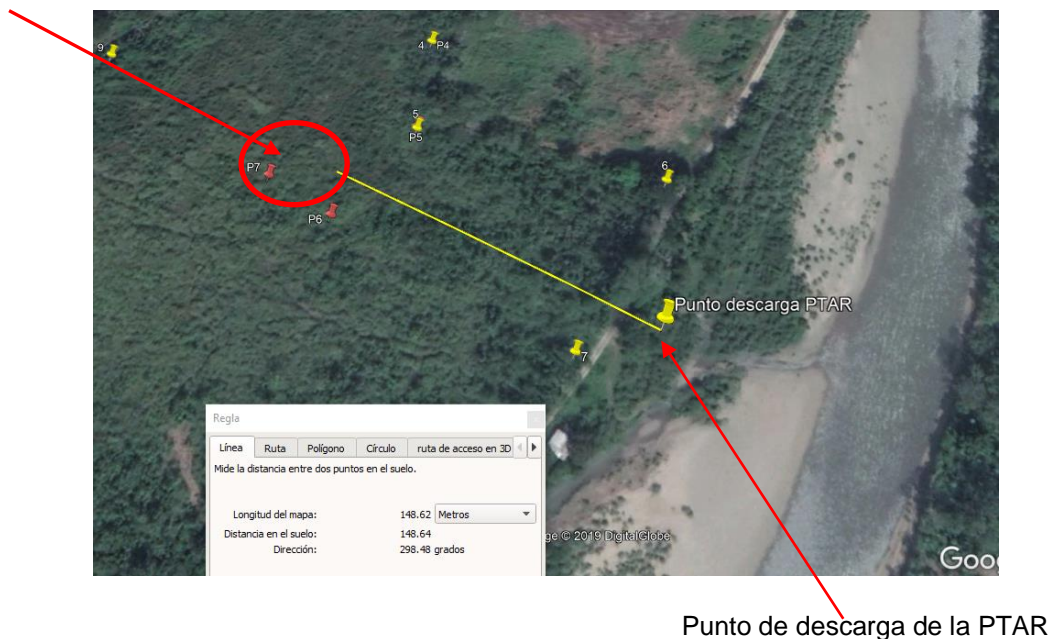 9
4 P4
5
P5
P7
6
P6
Punto descarga PTAR
7
Regla
Línea Ruta Polígono Círculo ruta de acceso en 3D
Mide la distancia entre dos puntos en el suelo.
Longitud del mapa: 148.62 Metros
Distancia en el suelo: 148.64
Dirección: 298.48 grados
ge © 2019 DigitalGlobe
Goo
Punto de descarga de la PTAR